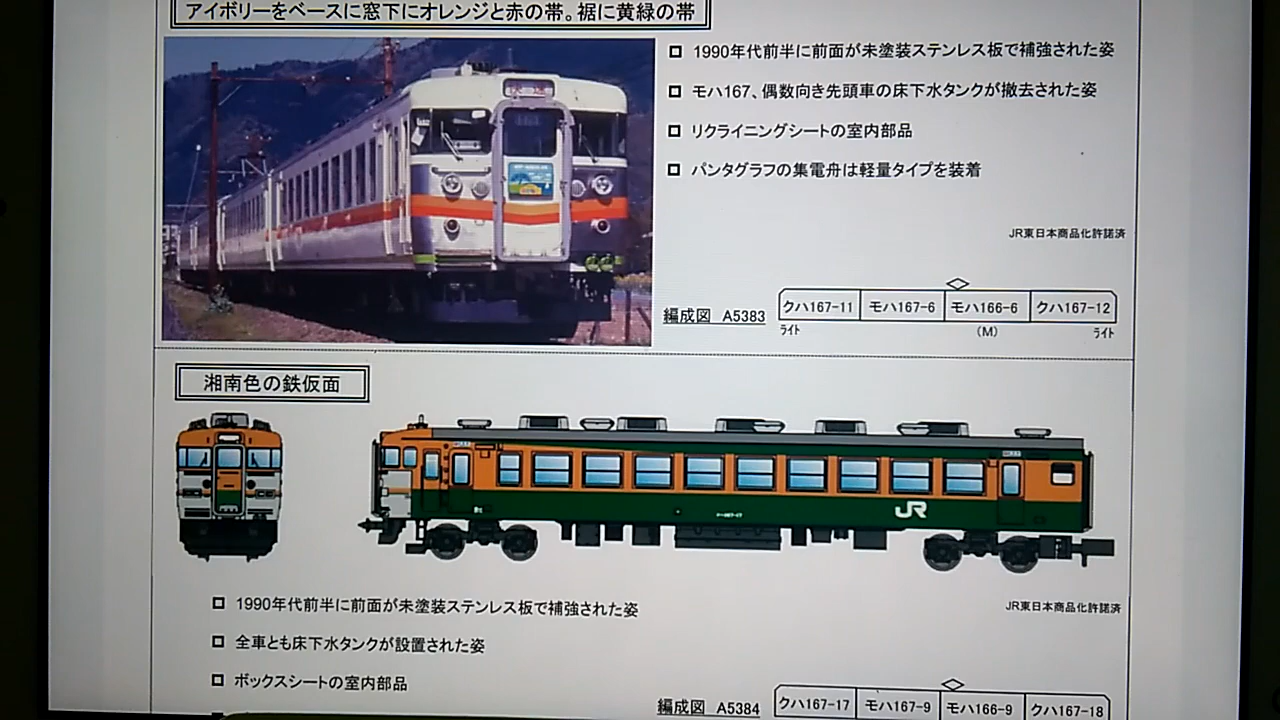 アイボリーをベースに窓下にオレンジと赤の帯。裾に黄緑の帯
1990年代前半に前面が未塗装ステンレス板で補強された姿
モハ167、偶数向き先頭車の床下水タンクが撤去された姿
リクライニングシートの室内部品
パンタグラフの集電舟は軽量タイプを装着
JR東日本商品化許諾済
編成図 A5383
クハ167-11 モハ167-6 モハ166-6 クハ167-12
ライト (M) ライト
湘南色の鉄仮面
JR
1990年代前半に前面が未塗装ステンレス板で補強された姿
JR東日本商品化許諾済
全車とも床下水タンクが設置された姿
ボックスシートの室内部品
編成図 A5384
クハ167-17 モハ167-9 モハ166-9 クハ167-18